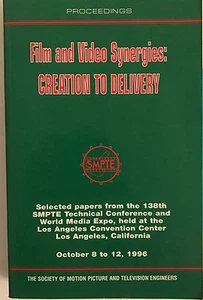 PROCEEDINGS
Film and Video Synergies:
CREATION TO DELIVERY
SMPTE
Selected papers from the 138th
SMPTE Technical Conference and
World Media Expo, held at the
Los Angeles Convention Center
Los Angeles, California
October 8 to 12, 1996
THE SOCIETY OF MOTION PICTURE AND TELEVISION ENGINEERS